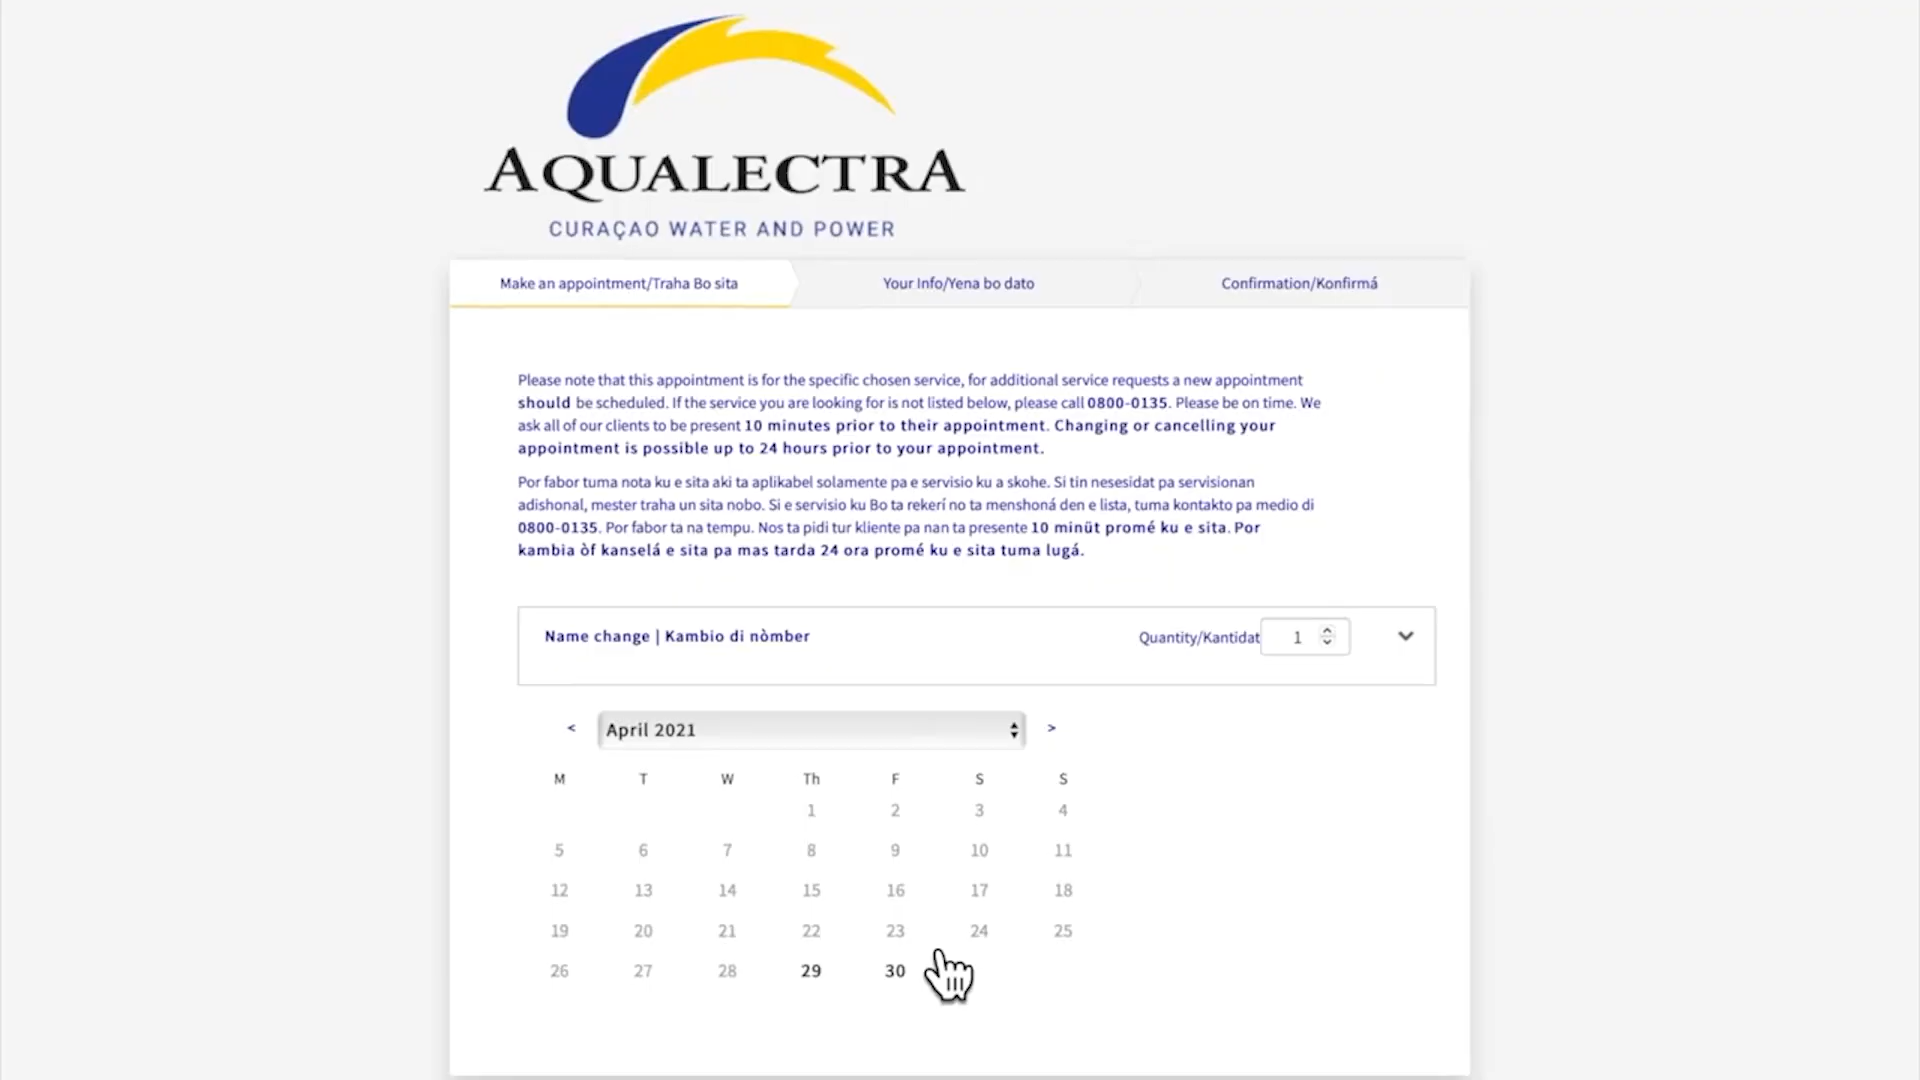 AQUALECTRA
CURAÇAO WATER AND POWER
Make an appointment/Traha Bo sita
Your Info/Yena bo dato
Confirmation/Konfirmá
Please note that this appointment is for the specific chosen service, for additional service requests a new appointment
should be scheduled. If the service you are looking for is not listed below, please call 0800-0135. Please be on time. We
ask all of our clients to be present 10 minutes prior to their appointment. Changing or cancelling your
appointment is possible up to 24 hours prior to your appointment.
Por fabor tuma nota ku e sita aki ta aplikabel solamente pa e servisio ku a skohe. Si tin nesesidat pa servisionan
adishonal, mester traha un sita nobo. Si e servisio ku Bo ta rekerí no ta menshoná den e lista, tuma kontakto pa medio di
0800-0135. Por fabor ta na tempu. Nos ta pidi tur kliente pa nan ta presente 10 minüt promé ku e sita. Por
kambia òf kanselá e sita pa mas tarda 24 ora promé ku e sita tuma lugá.
Name change | Kambio di nòmber
Quantity/Kantidat 1
< April 2021 >
M T W Th F S S
1 2 3 4
5 6 7 8 9 10 11
12 13 14 15 16 17 18
19 20 21 22 23 24 25
26 27 28 29 30